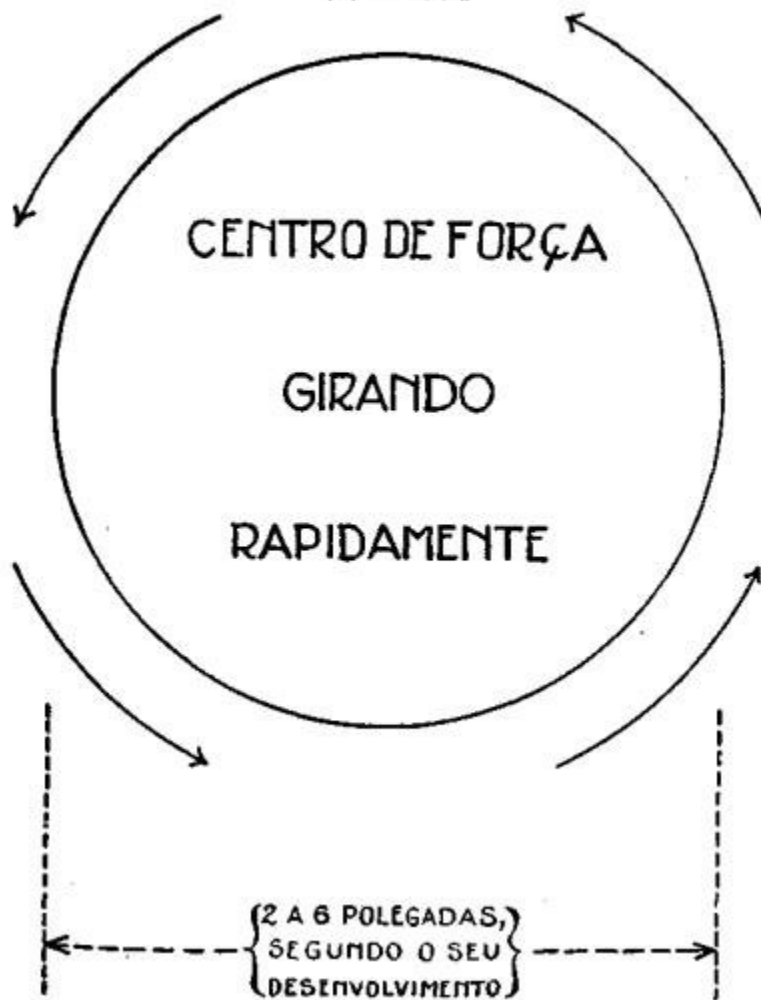 CENTRO DE FORÇA
GIRANDO
RAPIDAMENTE
2 A 6 POLEGADAS,
SEGUNDO O SEU
DESENVOLVIMENTO